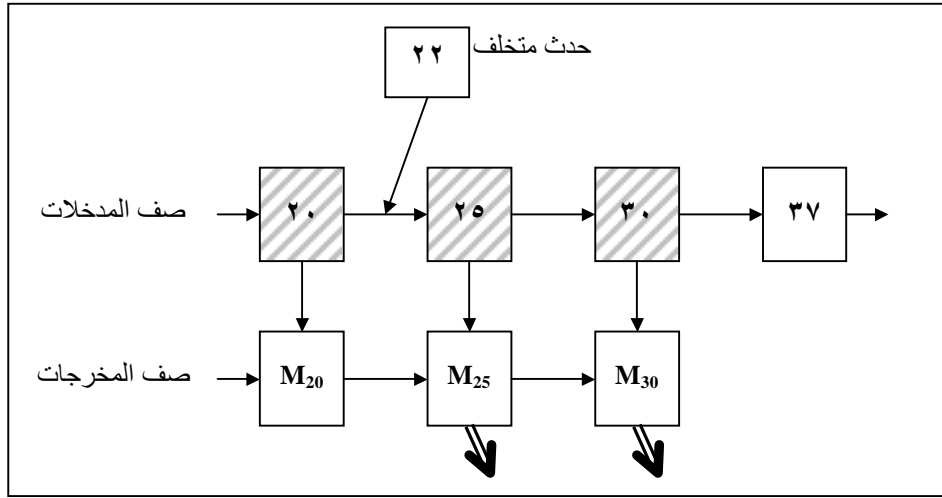 ٢٢ حدث متخلف
صف المدخلات ٢٠ ٢٥ ٣٠ ٣٧
صف المخرجات M20 M25 M30